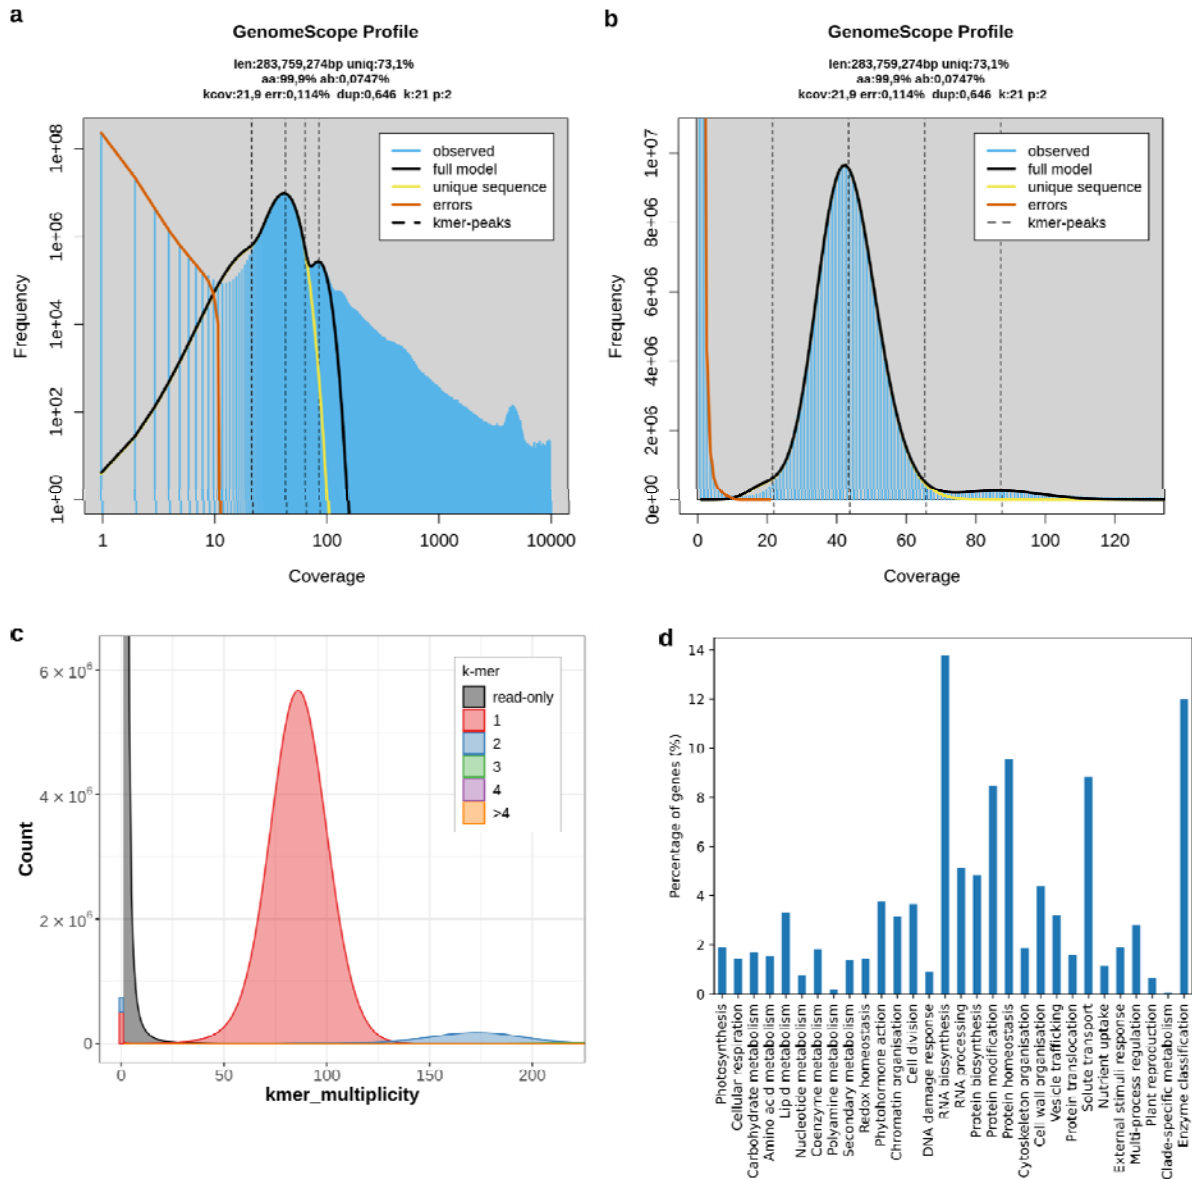 a
GenomeScope Profile
len:283,759,274bp uniq:73,1%
aa:99,9% ab:0,0747%
kcov:21,9 err:0,114% dup:0,646 k:21 p:2
Frequency
1e+08
1e+06
1e+04
1e+02
1e+00
observed
full model
unique sequence
errors
kmer-peaks
1
10
100
1000
10000
Coverage
b
GenomeScope Profile
len:283,759,274bp uniq:73,1%
aa:99,9% ab:0,0747%
kcov:21,9 err:0,114% dup:0,646 k:21 p:2
Frequency
1e+07
8e+06
6e+06
4e+06
2e+06
0e+00
observed
full model
unique sequence
errors
kmer-peaks
0
20
40
60
80
100
120
Coverage
c
Count
6 × 10⁶
4 × 10⁶
2 × 10⁶
0
k-mer
read-only
1
2
3
4
>4
0
50
100
150
200
kmer_multiplicity
d
Percentage of genes (%)
14
12
10
8
6
4
2
0
Photosynthesis
Cellular respiration
Carbohydrate metabolism
Amino acid metabolism
Lipid metabolism
Nucleotide metabolism
Coenzyme metabolism
Polyamine metabolism
Secondary metabolism
Redox homeostasis
Phytohormone action
Chromatin organisation
Cell division
DNA damage response
RNA biosynthesis
RNA processing
Protein biosynthesis
Protein modification
Protein homeostasis
Cytoskeleton organisation
Cell wall organisation
Vesicle trafficking
Protein translocation
Solute transport
Nutrient uptake
External stimuli response
Multi-process regulation
Plant reproduction
Clade-specific metabolism
Enzyme classification